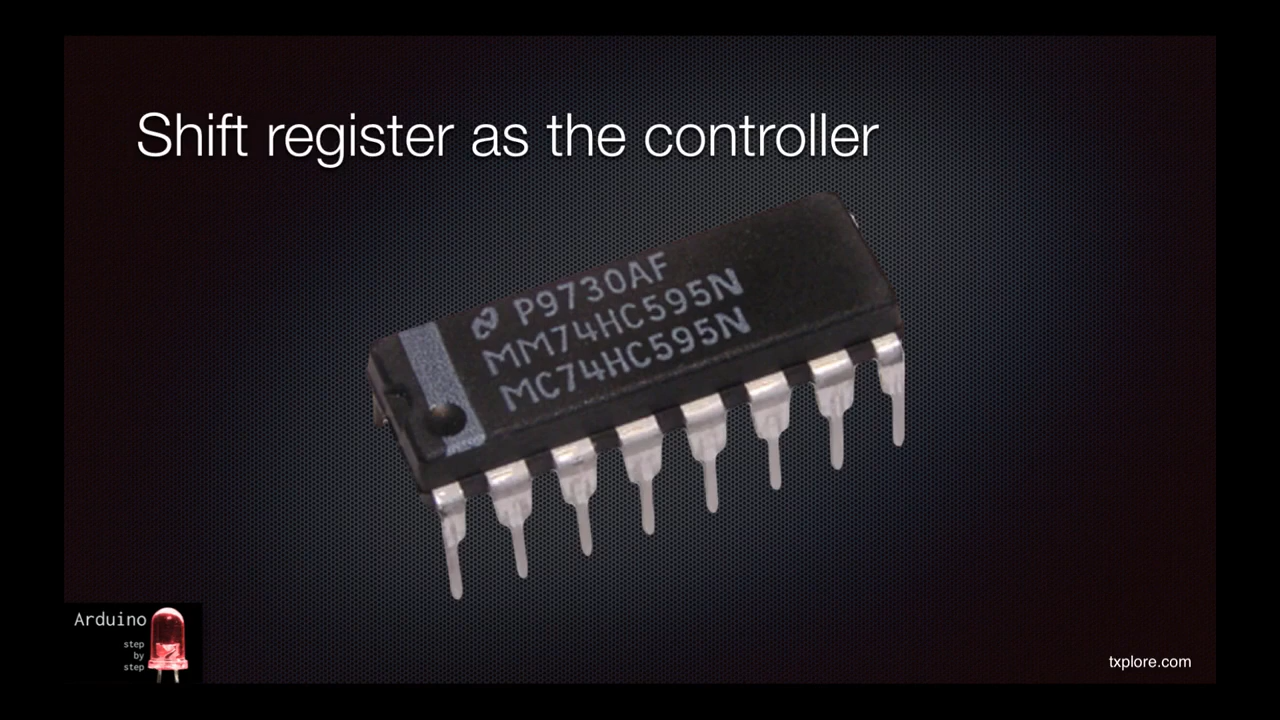 Shift register as the controller
P9730AF
MM74HC595N
MC74HC595N
Arduino
step
by
step
txplore.com